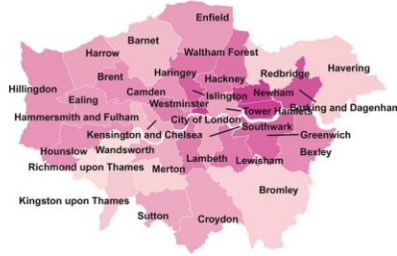 Enfield
Barnet
Waltham Forest
Harrow
Haringey
Redbridge
Havering
Brent
Hackney
Hillingdon
Camden
Islington
Newham
Ealing
Westminster
Tower Hamlets
Barking and Dagenham
Hammersmith and Fulham
City of London
Southwark
Kensington and Chelsea
Greenwich
Hounslow
Wandsworth
Lambeth
Lewisham
Bexley
Richmond upon Thames
Merton
Bromley
Kingston upon Thames
Sutton
Croydon